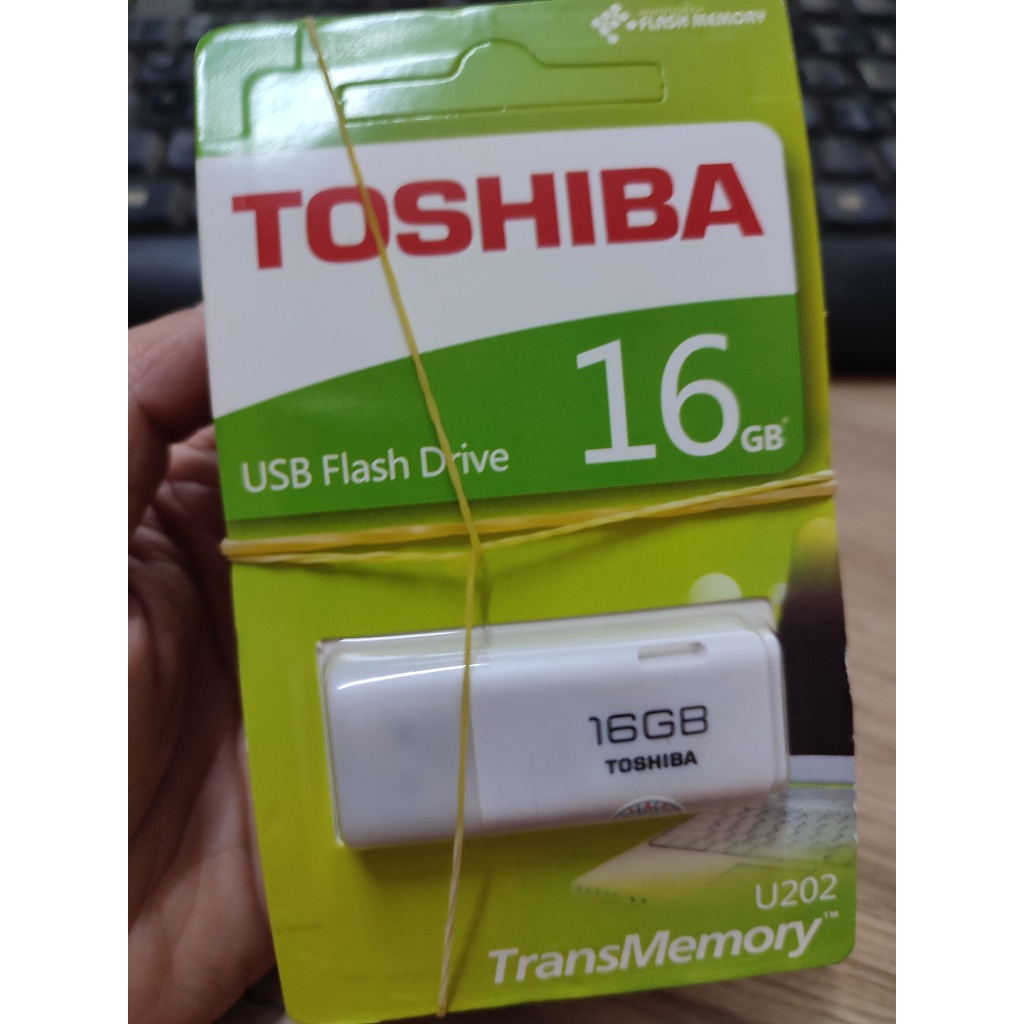 FLASH MEMORY
TOSHIBA
16GB
USB Flash Drive
16GB
TOSHIBA
U202
TransMemory™